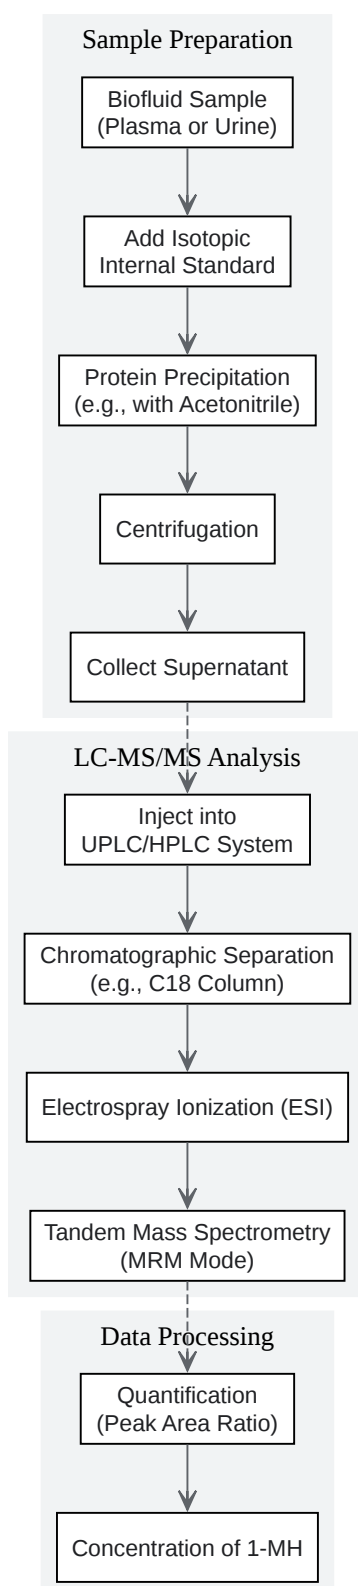 Sample Preparation
Biofluid Sample
(Plasma or Urine)
Add Isotopic
Internal Standard
Protein Precipitation
(e.g., with Acetonitrile)
Centrifugation
Collect Supernatant
LC-MS/MS Analysis
Inject into
UPLC/HPLC System
Chromatographic Separation
(e.g., C18 Column)
Electrospray Ionization (ESI)
Tandem Mass Spectrometry
(MRM Mode)
Data Processing
Quantification
(Peak Area Ratio)
Concentration of 1-MH